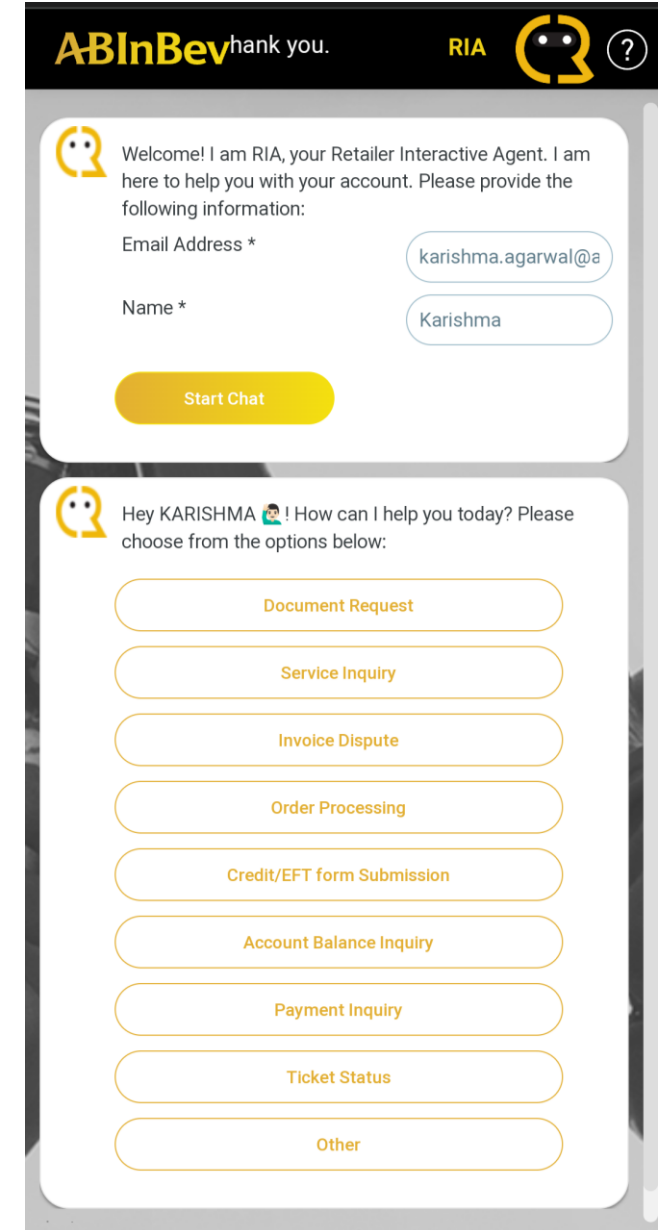 ABInBev hank you. RIA ?
Welcome! I am RIA, your Retailer Interactive Agent. I am
here to help you with your account. Please provide the
following information:
Email Address * karishma.agarwal@a
Name * Karishma
Start Chat
Hey KARISHMA 🙋🏻‍♂️! How can I help you today? Please
choose from the options below:
Document Request
Service Inquiry
Invoice Dispute
Order Processing
Credit/EFT form Submission
Account Balance Inquiry
Payment Inquiry
Ticket Status
Other